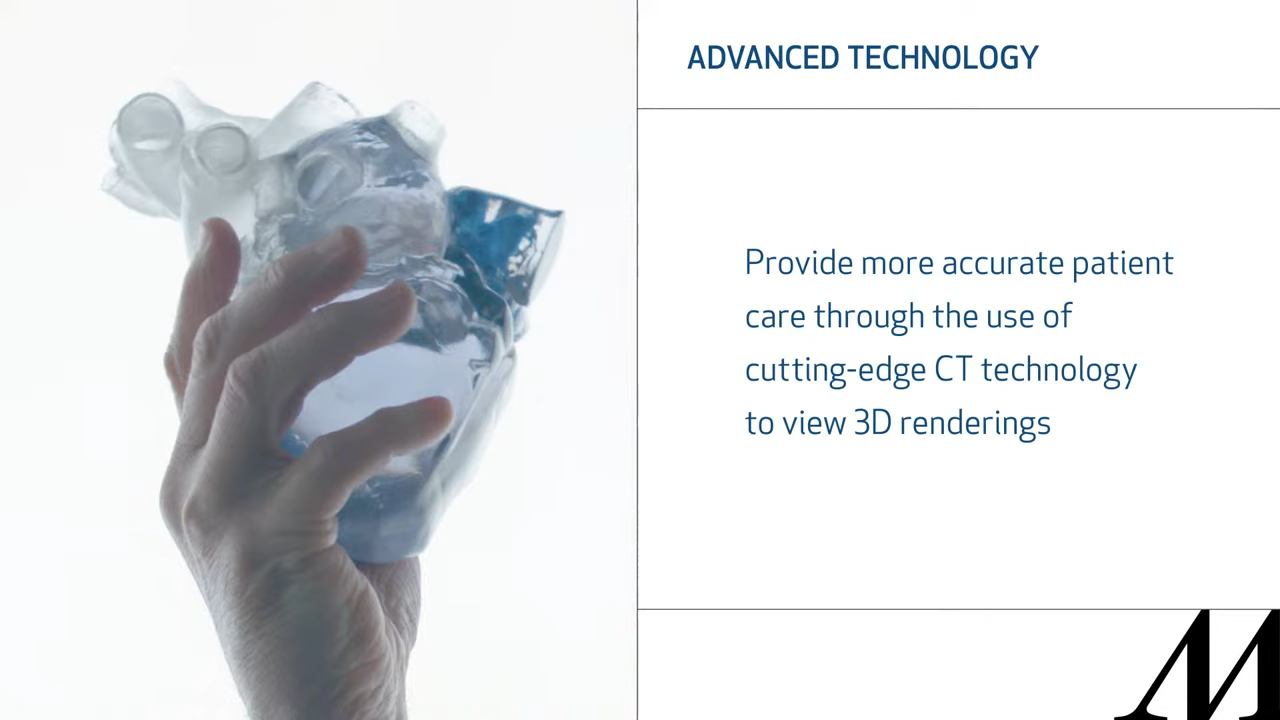 ADVANCED TECHNOLOGY
Provide more accurate patient
care through the use of
cutting-edge CT technology
to view 3D renderings
M